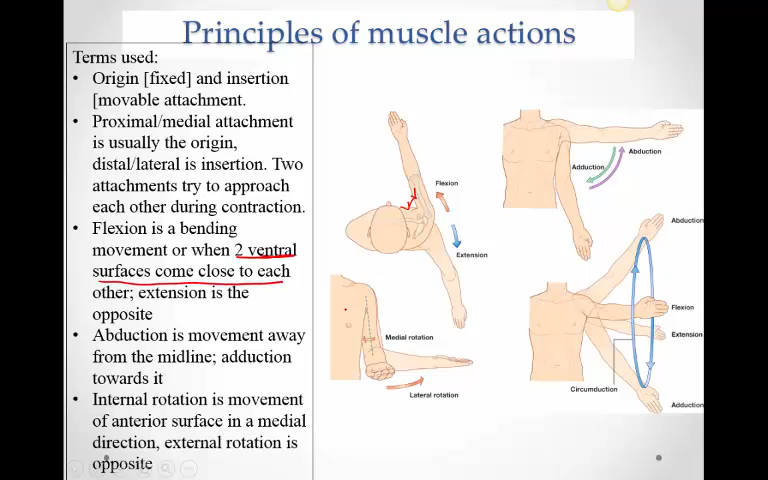 Principles of muscle actions
Terms used:
• Origin [fixed] and insertion
[movable attachment.
• Proximal/medial attachment
is usually the origin,
distal/lateral is insertion. Two
attachments try to approach
each other during contraction.
• Flexion is a bending
movement or when 2 ventral
surfaces come close to each
other; extension is the
opposite
• Abduction is movement away
from the midline; adduction
towards it
• Internal rotation is movement
of anterior surface in a medial
direction, external rotation is
opposite
Flexion
Extension
Medial rotation
Lateral rotation
Abduction
Adduction
Abduction
Flexion
Extension
Circumduction
Adduction